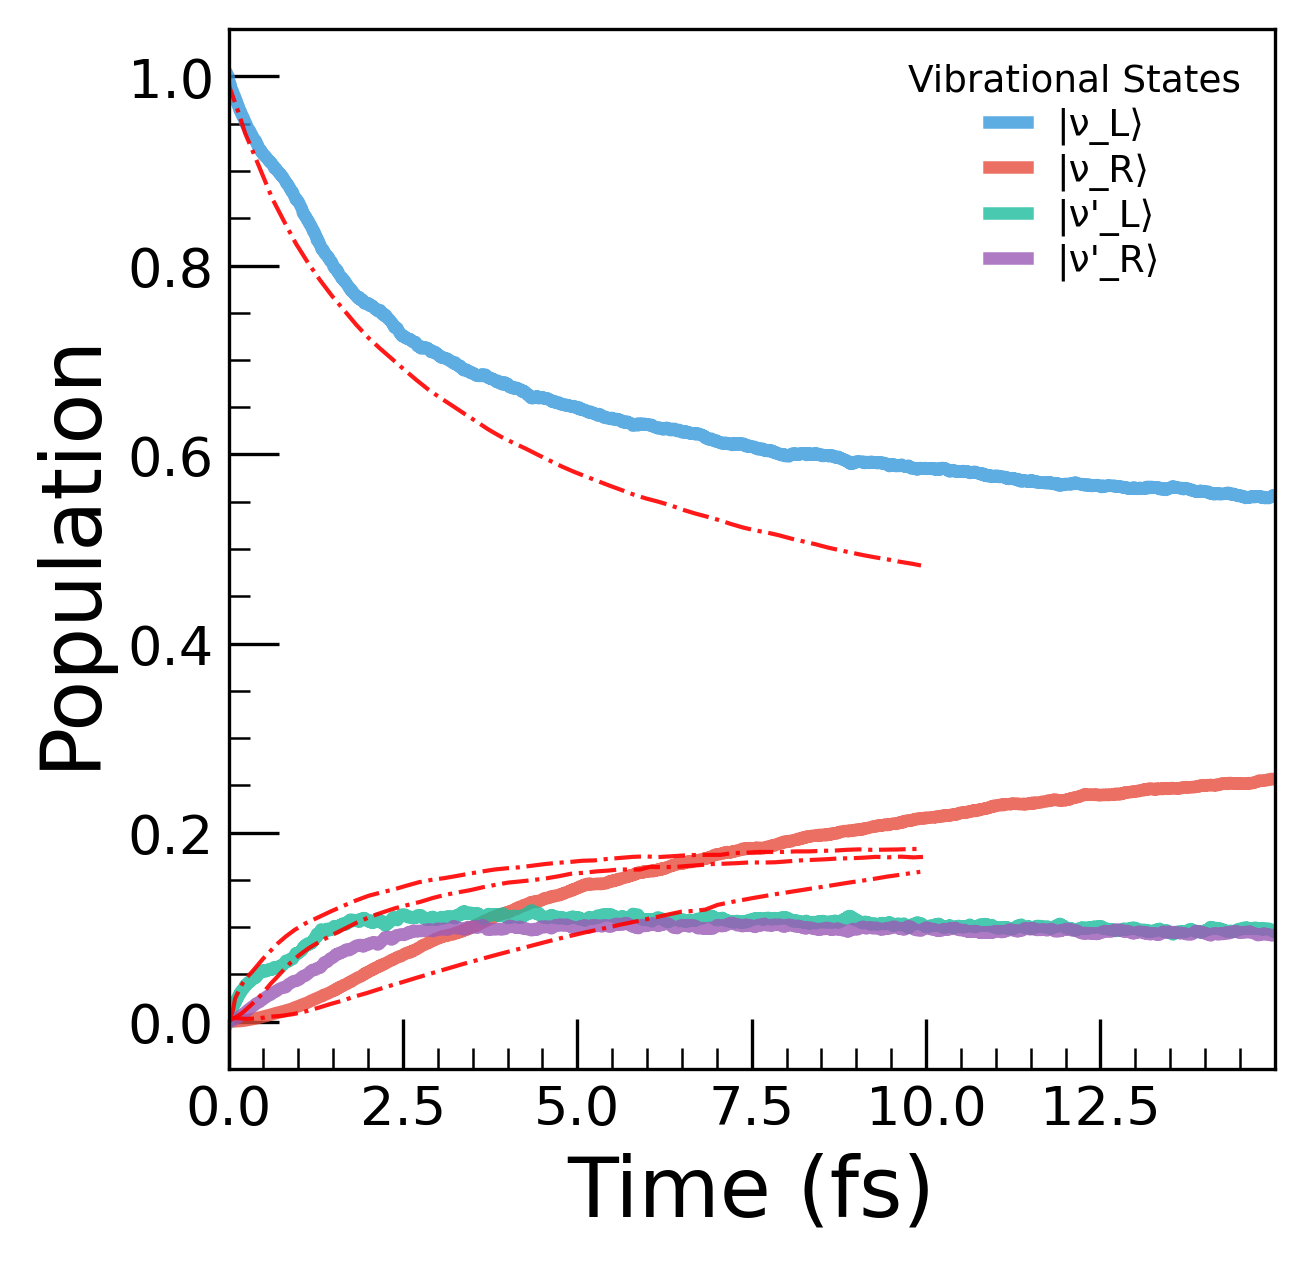 Vibrational States
|ν_L⟩
|ν_R⟩
|ν'_L⟩
|ν'_R⟩
Population
1.0
0.8
0.6
0.4
0.2
0.0
0.0 2.5 5.0 7.5 10.0 12.5
Time (fs)